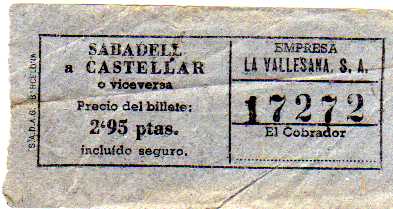 SABADELL
a CASTELLAR
o viceversa
Precio del billete:
2'95 ptas.
incluído seguro.
EMPRESA
LA VALLESANA, S. A.
17272
El Cobrador